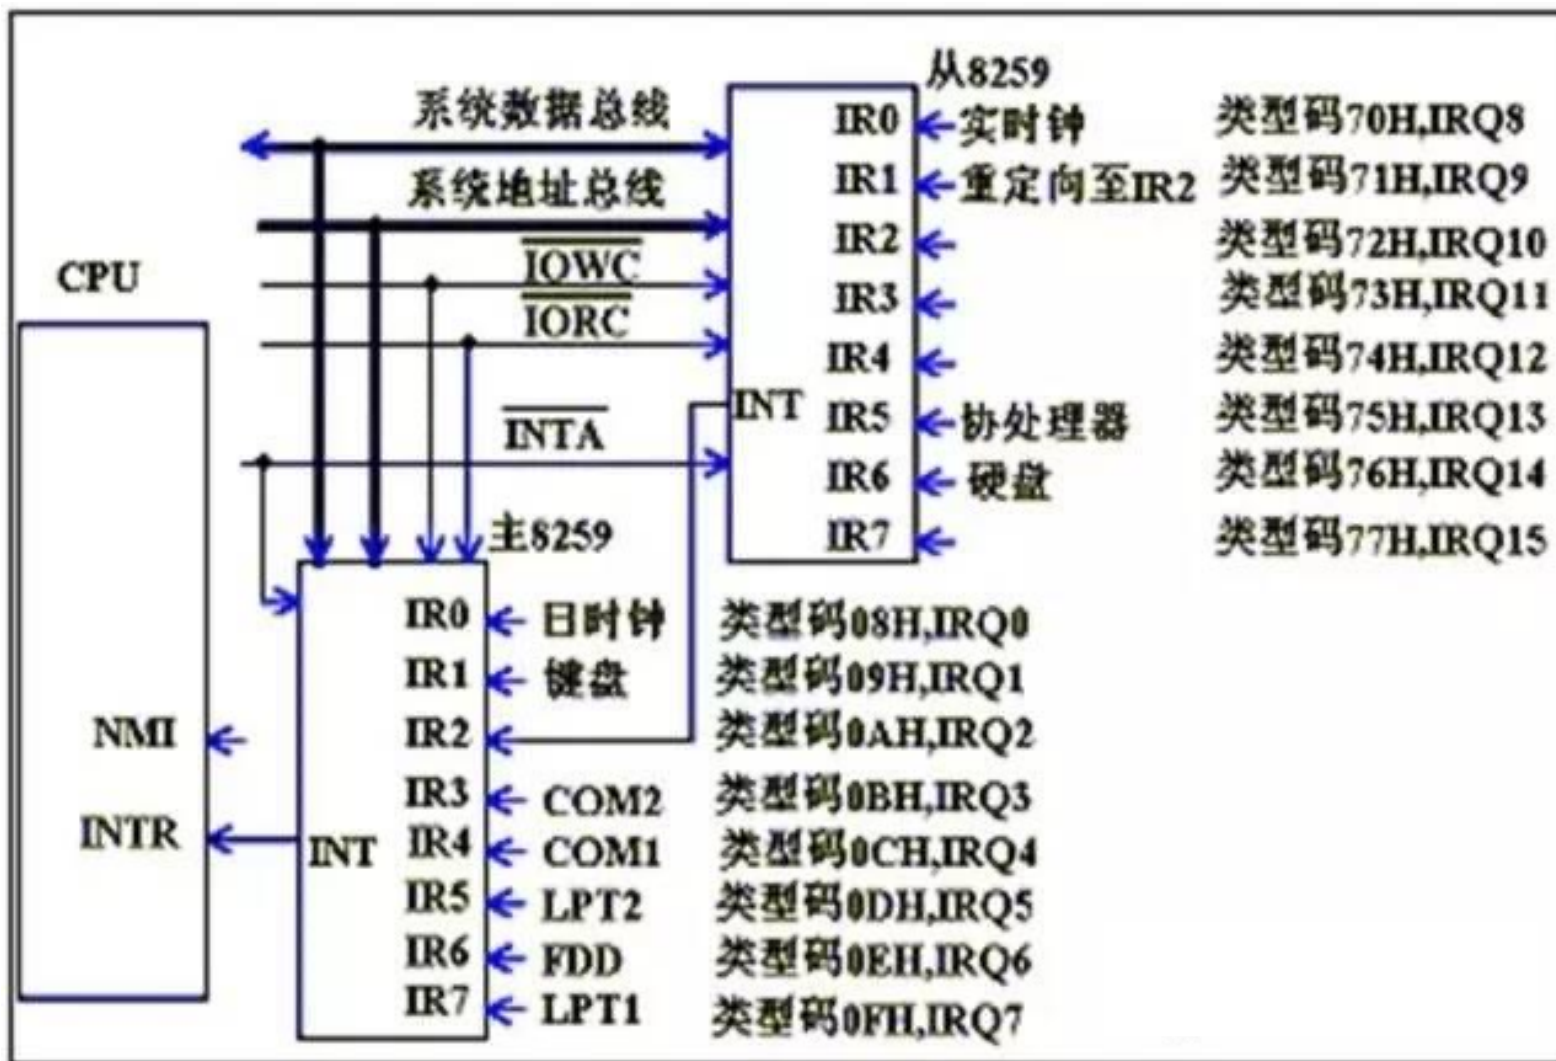 从8259
系统数据总线
IR0 实时钟 类型码70H,IRQ8
系统地址总线
IR1 重定向至IR2 类型码71H,IRQ9
IOWC
IR2 类型码72H,IRQ10
CPU
IORC
IR3 类型码73H,IRQ11
IR4 类型码74H,IRQ12
INTA
INT
IR5 协处理器 类型码75H,IRQ13
IR6 硬盘 类型码76H,IRQ14
IR7 类型码77H,IRQ15
主8259
IR0 日时钟 类型码08H,IRQ0
IR1 键盘 类型码09H,IRQ1
NMI
IR2 类型码0AH,IRQ2
IR3 COM2 类型码0BH,IRQ3
INTR
INT
IR4 COM1 类型码0CH,IRQ4
IR5 LPT2 类型码0DH,IRQ5
IR6 FDD 类型码0EH,IRQ6
IR7 LPT1 类型码0FH,IRQ7